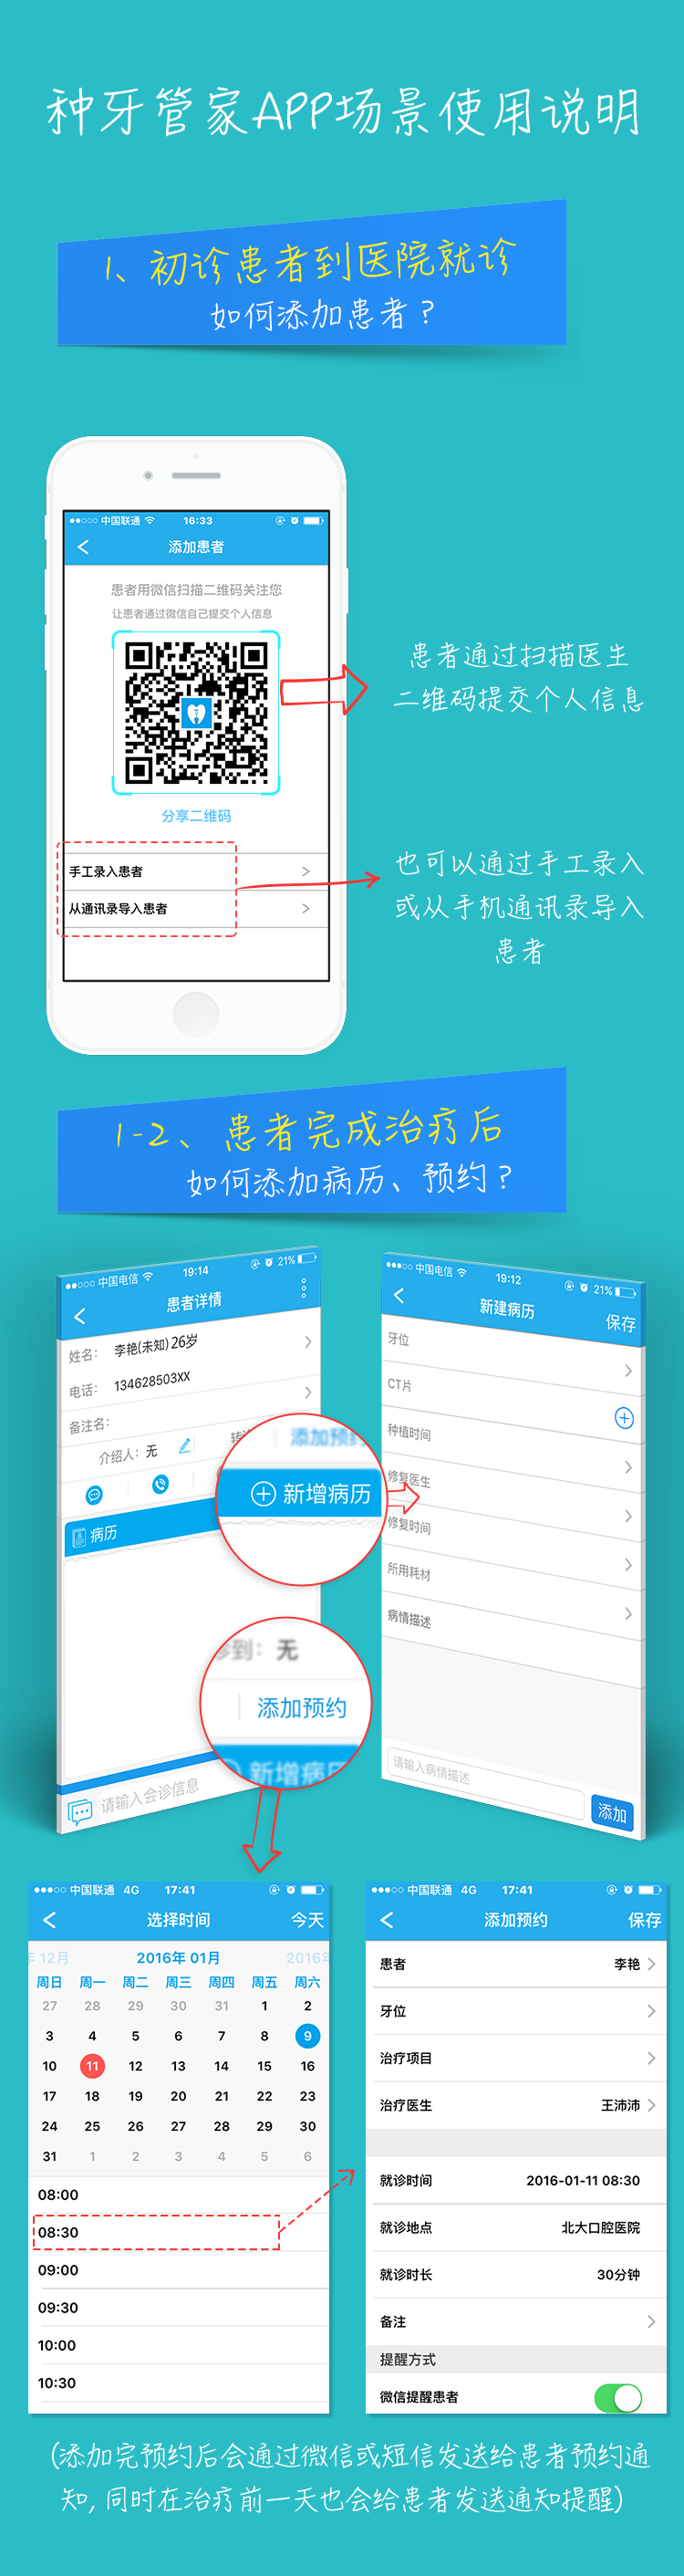 种牙管家APP场景使用说明
1、初诊患者到医院就诊
如何添加患者？
中国联通
16:33
添加患者
患者用微信扫描二维码关注您
让患者通过微信自己提交个人信息
分享二维码
手工录入患者
从通讯录导入患者
患者通过扫描医生
二维码提交个人信息
也可以通过手工录入
或从手机通讯录导入
患者
1-2、患者完成治疗后
如何添加病历、预约？
中国电信 19:14 21%
患者详情
姓名： 李艳(未知) 26岁
电话： 134628503XX
备注名：
介绍人：无
病历
添加预约
新增病历
诊到：无
添加预约
新增病历
请输入会诊信息
中国电信 19:12 21%
新建病历 保存
牙位
CT片
种植时间
修复医生
修复时间
所用耗材
病情描述
请输入病情描述
添加
中国联通 4G 17:41
选择时间 今天
12月 2016年 01月 2016年
周日 周一 周二 周三 周四 周五 周六
27 28 29 30 31 1 2
3 4 5 6 7 8 9
10 11 12 13 14 15 16
17 18 19 20 21 22 23
24 25 26 27 28 29 30
31 1 2 3 4 5 6
08:00
08:30
09:00
09:30
10:00
10:30
中国联通 4G 17:41
添加预约 保存
患者 李艳
牙位
治疗项目
治疗医生 王沛沛
就诊时间 2016-01-11 08:30
就诊地点 北大口腔医院
就诊时长 30分钟
备注
提醒方式
微信提醒患者
(添加完预约后会通过微信或短信发送给患者预约通
知,同时在治疗前一天也会给患者发送通知提醒)